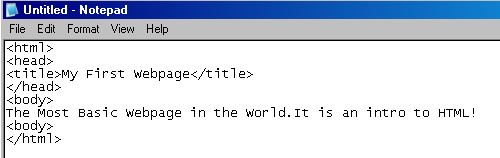 Untitled - Notepad
File Edit Format View Help
<html>
<head>
<title>My First Webpage</title>
</head>
<body>
The Most Basic Webpage in the World.It is an intro to HTML!
<body>
</html>